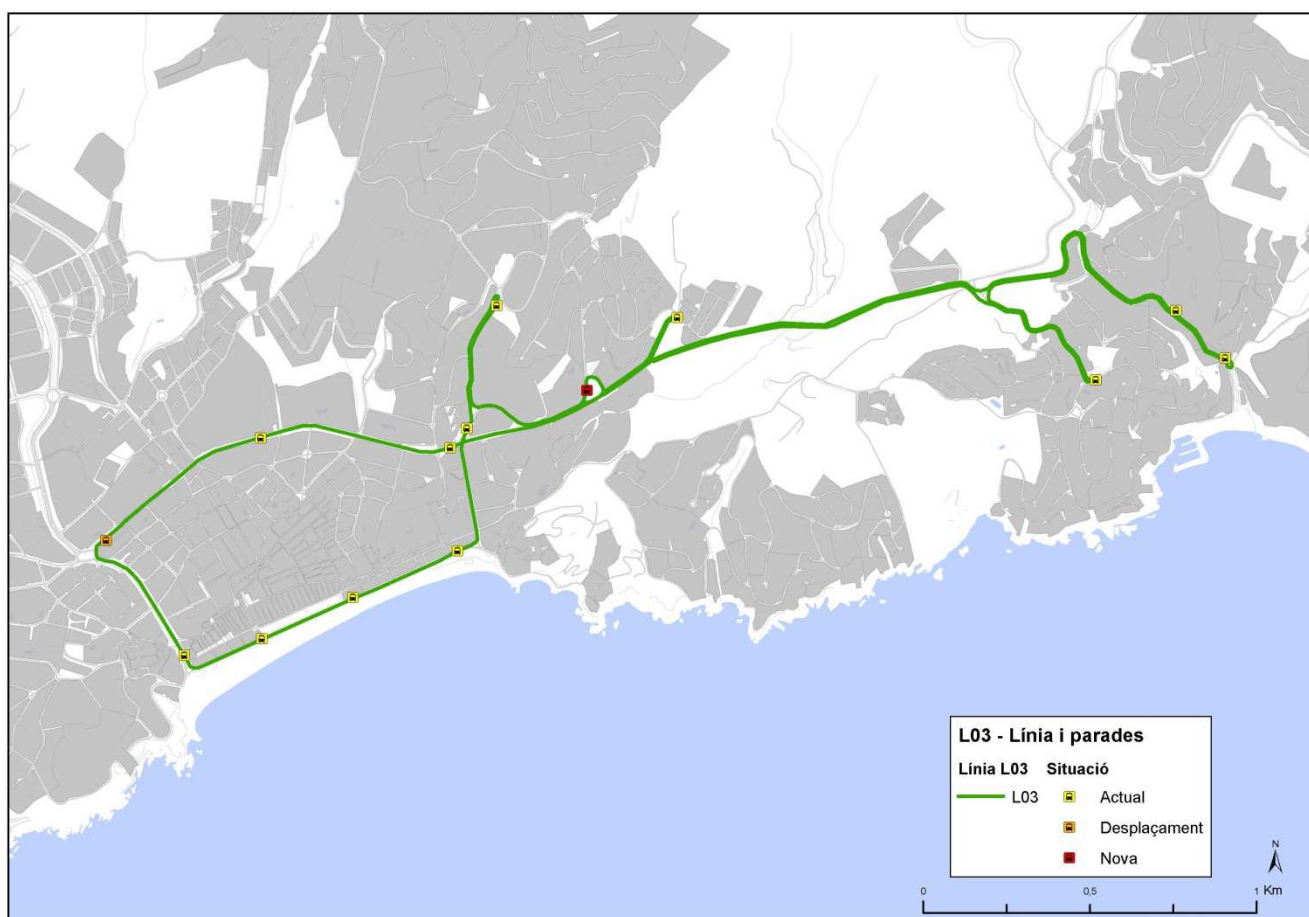 L03 - Línia i parades
Línia L03 Situació
L03 Actual
Desplaçament
Nova
N
0 0,5 1
Km